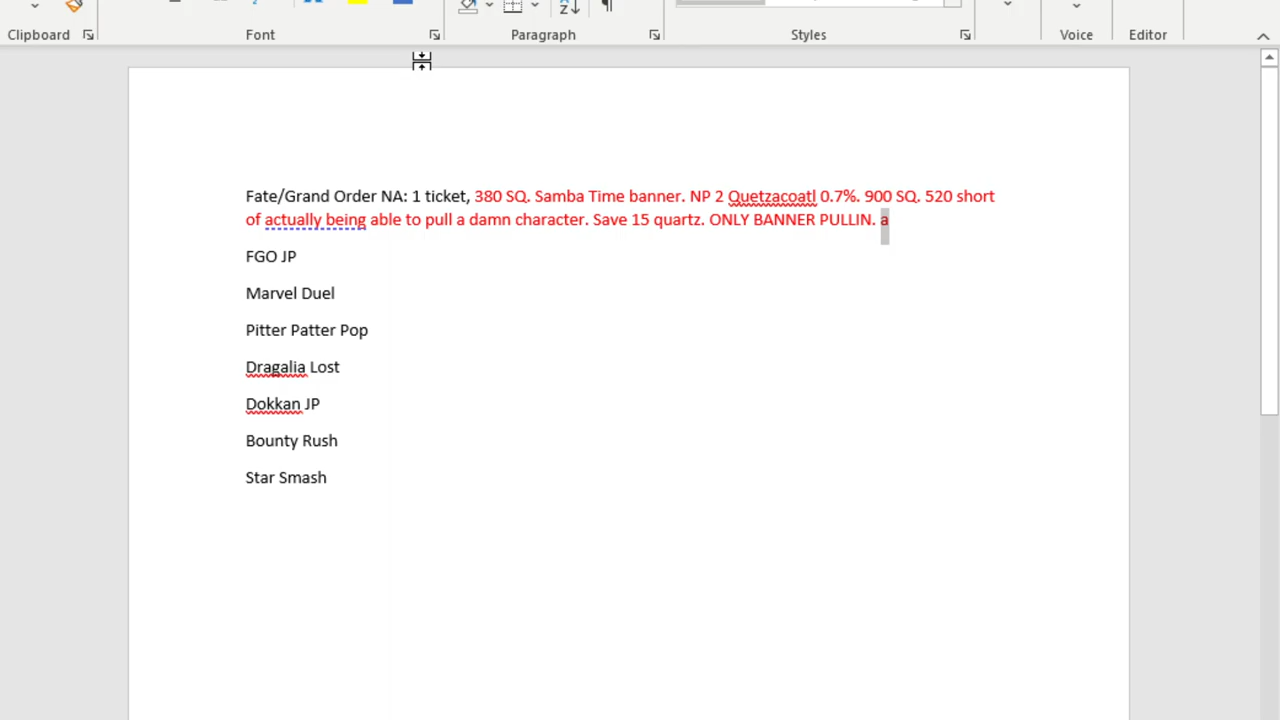 Clipboard
Font
Paragraph
Styles
Voice
Editor
Fate/Grand Order NA: 1 ticket, 380 SQ. Samba Time banner. NP 2 Quetzacoatl 0.7%. 900 SQ. 520 short
of actually being able to pull a damn character. Save 15 quartz. ONLY BANNER PULLIN. a
FGO JP
Marvel Duel
Pitter Patter Pop
Dragalia Lost
Dokkan JP
Bounty Rush
Star Smash